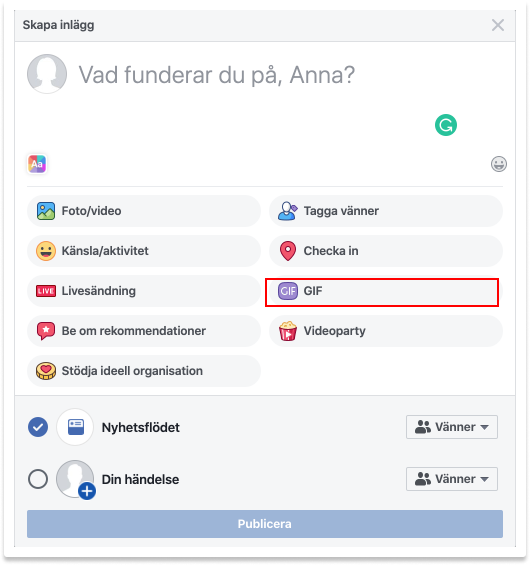 Skapa inlägg
Vad funderar du på, Anna?
Aa
Foto/video
Tagga vänner
Känsla/aktivitet
Checka in
LIVE Livesändning
GIF GIF
Be om rekommendationer
Videoparty
Stödja ideell organisation
Nyhetsflödet
Vänner
Din händelse
Vänner
Publicera